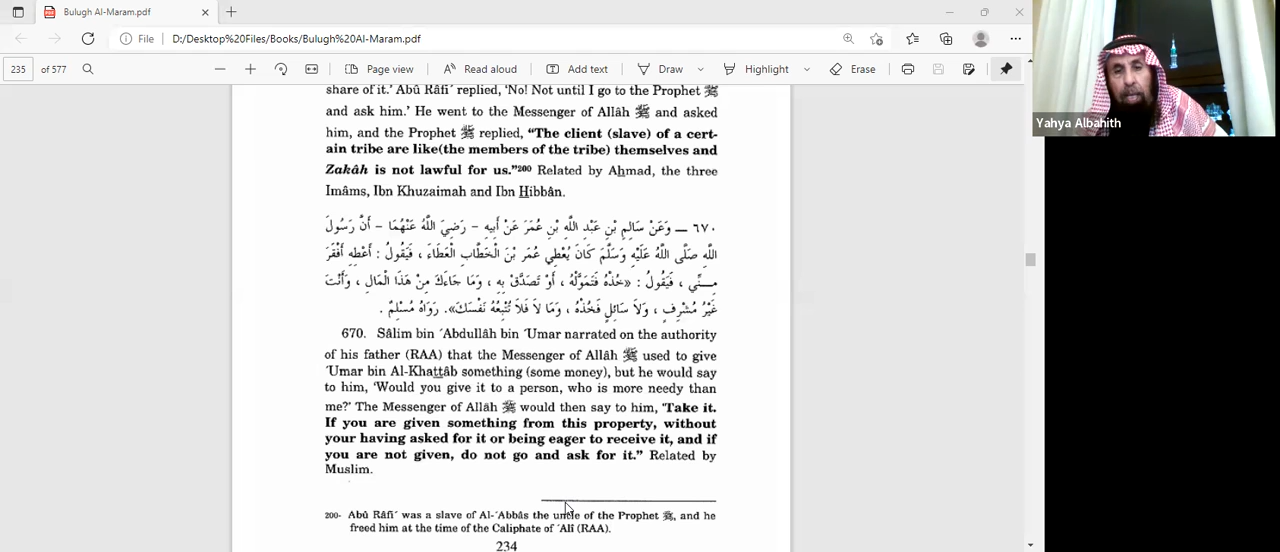 Bulugh Al-Maram.pdf
File D:/Desktop%20Files/Books/Bulugh%20Al-Maram.pdf
235 of 577 Page view Read aloud Add text Draw Highlight Erase
share of it.' Abû Râfi´ replied, 'No! Not until I go to the Prophet ﷺ
and ask him.' He went to the Messenger of Allâh ﷺ and asked
him, and the Prophet ﷺ replied, "The client (slave) of a cert-
ain tribe are like(the members of the tribe) themselves and
Zakâh is not lawful for us."200 Related by Ahmad, the three
Imâms, Ibn Khuzaimah and Ibn Hibbân.
٦٧٠ ــ وَعَنْ سَالِمِ بْنِ عَبْدِ اللَّهِ بْنِ عُمَرَ عَنْ أَبِيهِ - رَضِيَ اللَّهُ عَنْهُمَا - أَنَّ رَسُولَ
اللَّهِ صَلَّى اللَّهُ عَلَيْهِ وَسَلَّمَ كَانَ يُعْطِي عُمَرَ بْنَ الْخَطَّابِ الْعَطَاءَ ، فَيَقُولُ : أَعْطِهِ أَفْقَرَ
مِـنِّي ، فَيَقُولُ : «خُذْهُ فَتَمَوَّلْهُ ، أَوْ تَصَدَّقْ بِهِ ، وَمَا جَاءَكَ مِنْ هَذَا الْمَالِ ، وَأَنْتَ
غَيْرُ مُشْرِفٍ ، وَلاَ سَائِلٍ فَخُذْهُ ، وَمَا لاَ فَلاَ تُتْبِعْهُ نَفْسَكَ». رَوَاهُ مُسْلِمٌ .
670. Sâlim bin ´Abdullâh bin ´Umar narrated on the authority
of his father (RAA) that the Messenger of Allâh ﷺ used to give
´Umar bin Al-Khattâb something (some money), but he would say
to him, 'Would you give it to a person, who is more needy than
me?' The Messenger of Allâh ﷺ would then say to him, 'Take it.
If you are given something from this property, without
your having asked for it or being eager to receive it, and if
you are not given, do not go and ask for it." Related by
Muslim.
200- Abû Râfi´ was a slave of Al-´Abbâs the uncle of the Prophet ﷺ, and he
freed him at the time of the Caliphate of ´Alî (RAA).
234
Yahya Albahith